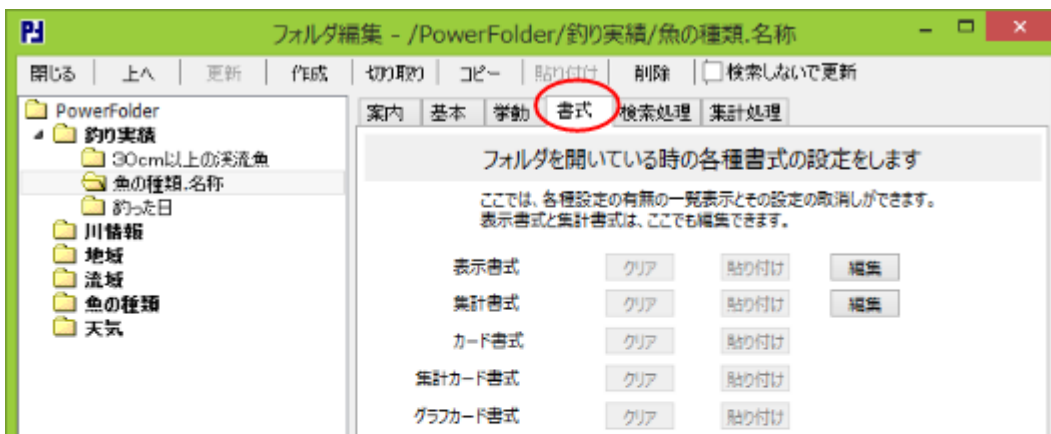 フォルダ編集 - /PowerFolder/釣り実績/魚の種類.名称
開じる 上へ 更新 作成 切り取り コピー 貼り付け 削除 検索しないで更新
PowerFolder
釣り実績
30cm以上の渓流魚
魚の種類.名称
釣った日
川情報
地域
流域
魚の種類
天気
案内 基本 挙動 書式 検索処理 集計処理
フォルダを開いている時の各種書式の設定をします
ここでは、各種設定の有無の一覧表示とその設定の取消しができます。
表示書式と集計書式は、ここでも編集できます。
表示書式 クリア 貼り付け 編集
集計書式 クリア 貼り付け 編集
カード書式 クリア 貼り付け
集計カード書式 クリア 貼り付け
グラフカード書式 クリア 貼り付け